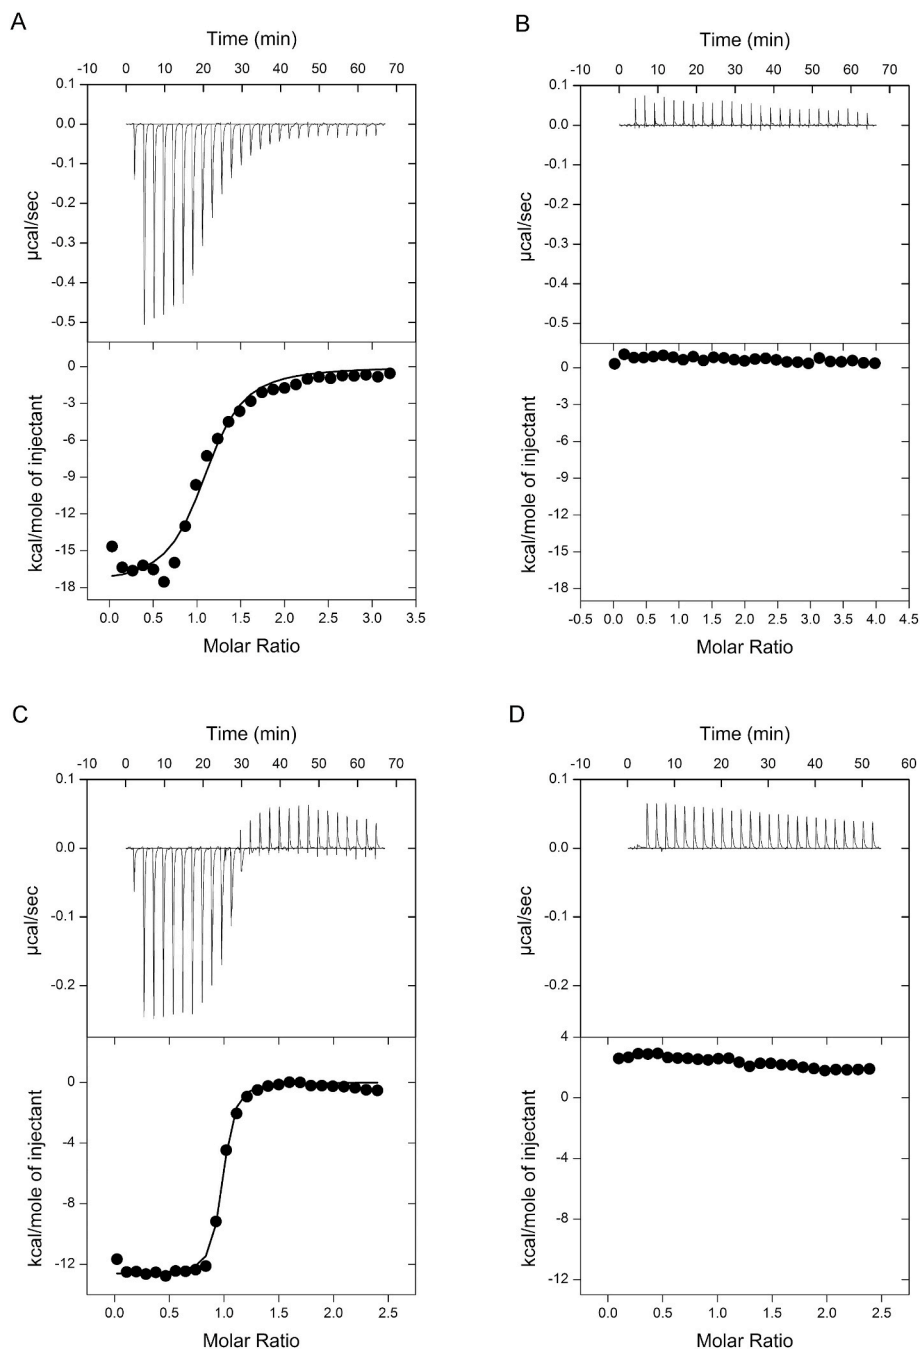 A
Time (min)
-10 0 10 20 30 40 50 60 70
0.1
0.0
-0.1
-0.2
-0.3
-0.4
-0.5
µcal/sec
0
-3
-6
-9
-12
-15
-18
kcal/mole of injectant
0.0 0.5 1.0 1.5 2.0 2.5 3.0 3.5
Molar Ratio
B
Time (min)
-10 0 10 20 30 40 50 60 70
0.1
0.0
-0.1
-0.2
-0.3
-0.4
-0.5
µcal/sec
0
-3
-6
-9
-12
-15
-18
kcal/mole of injectant
-0.5 0.0 0.5 1.0 1.5 2.0 2.5 3.0 3.5 4.0 4.5
Molar Ratio
C
Time (min)
-10 0 10 20 30 40 50 60 70
0.1
0.0
-0.1
-0.2
µcal/sec
0
-4
-8
-12
kcal/mole of injectant
0.0 0.5 1.0 1.5 2.0 2.5
Molar Ratio
D
Time (min)
-10 0 10 20 30 40 50 60
0.1
0.0
-0.1
-0.2
µcal/sec
4
0
-4
-8
-12
kcal/mole of injectant
0.0 0.5 1.0 1.5 2.0 2.5
Molar Ratio